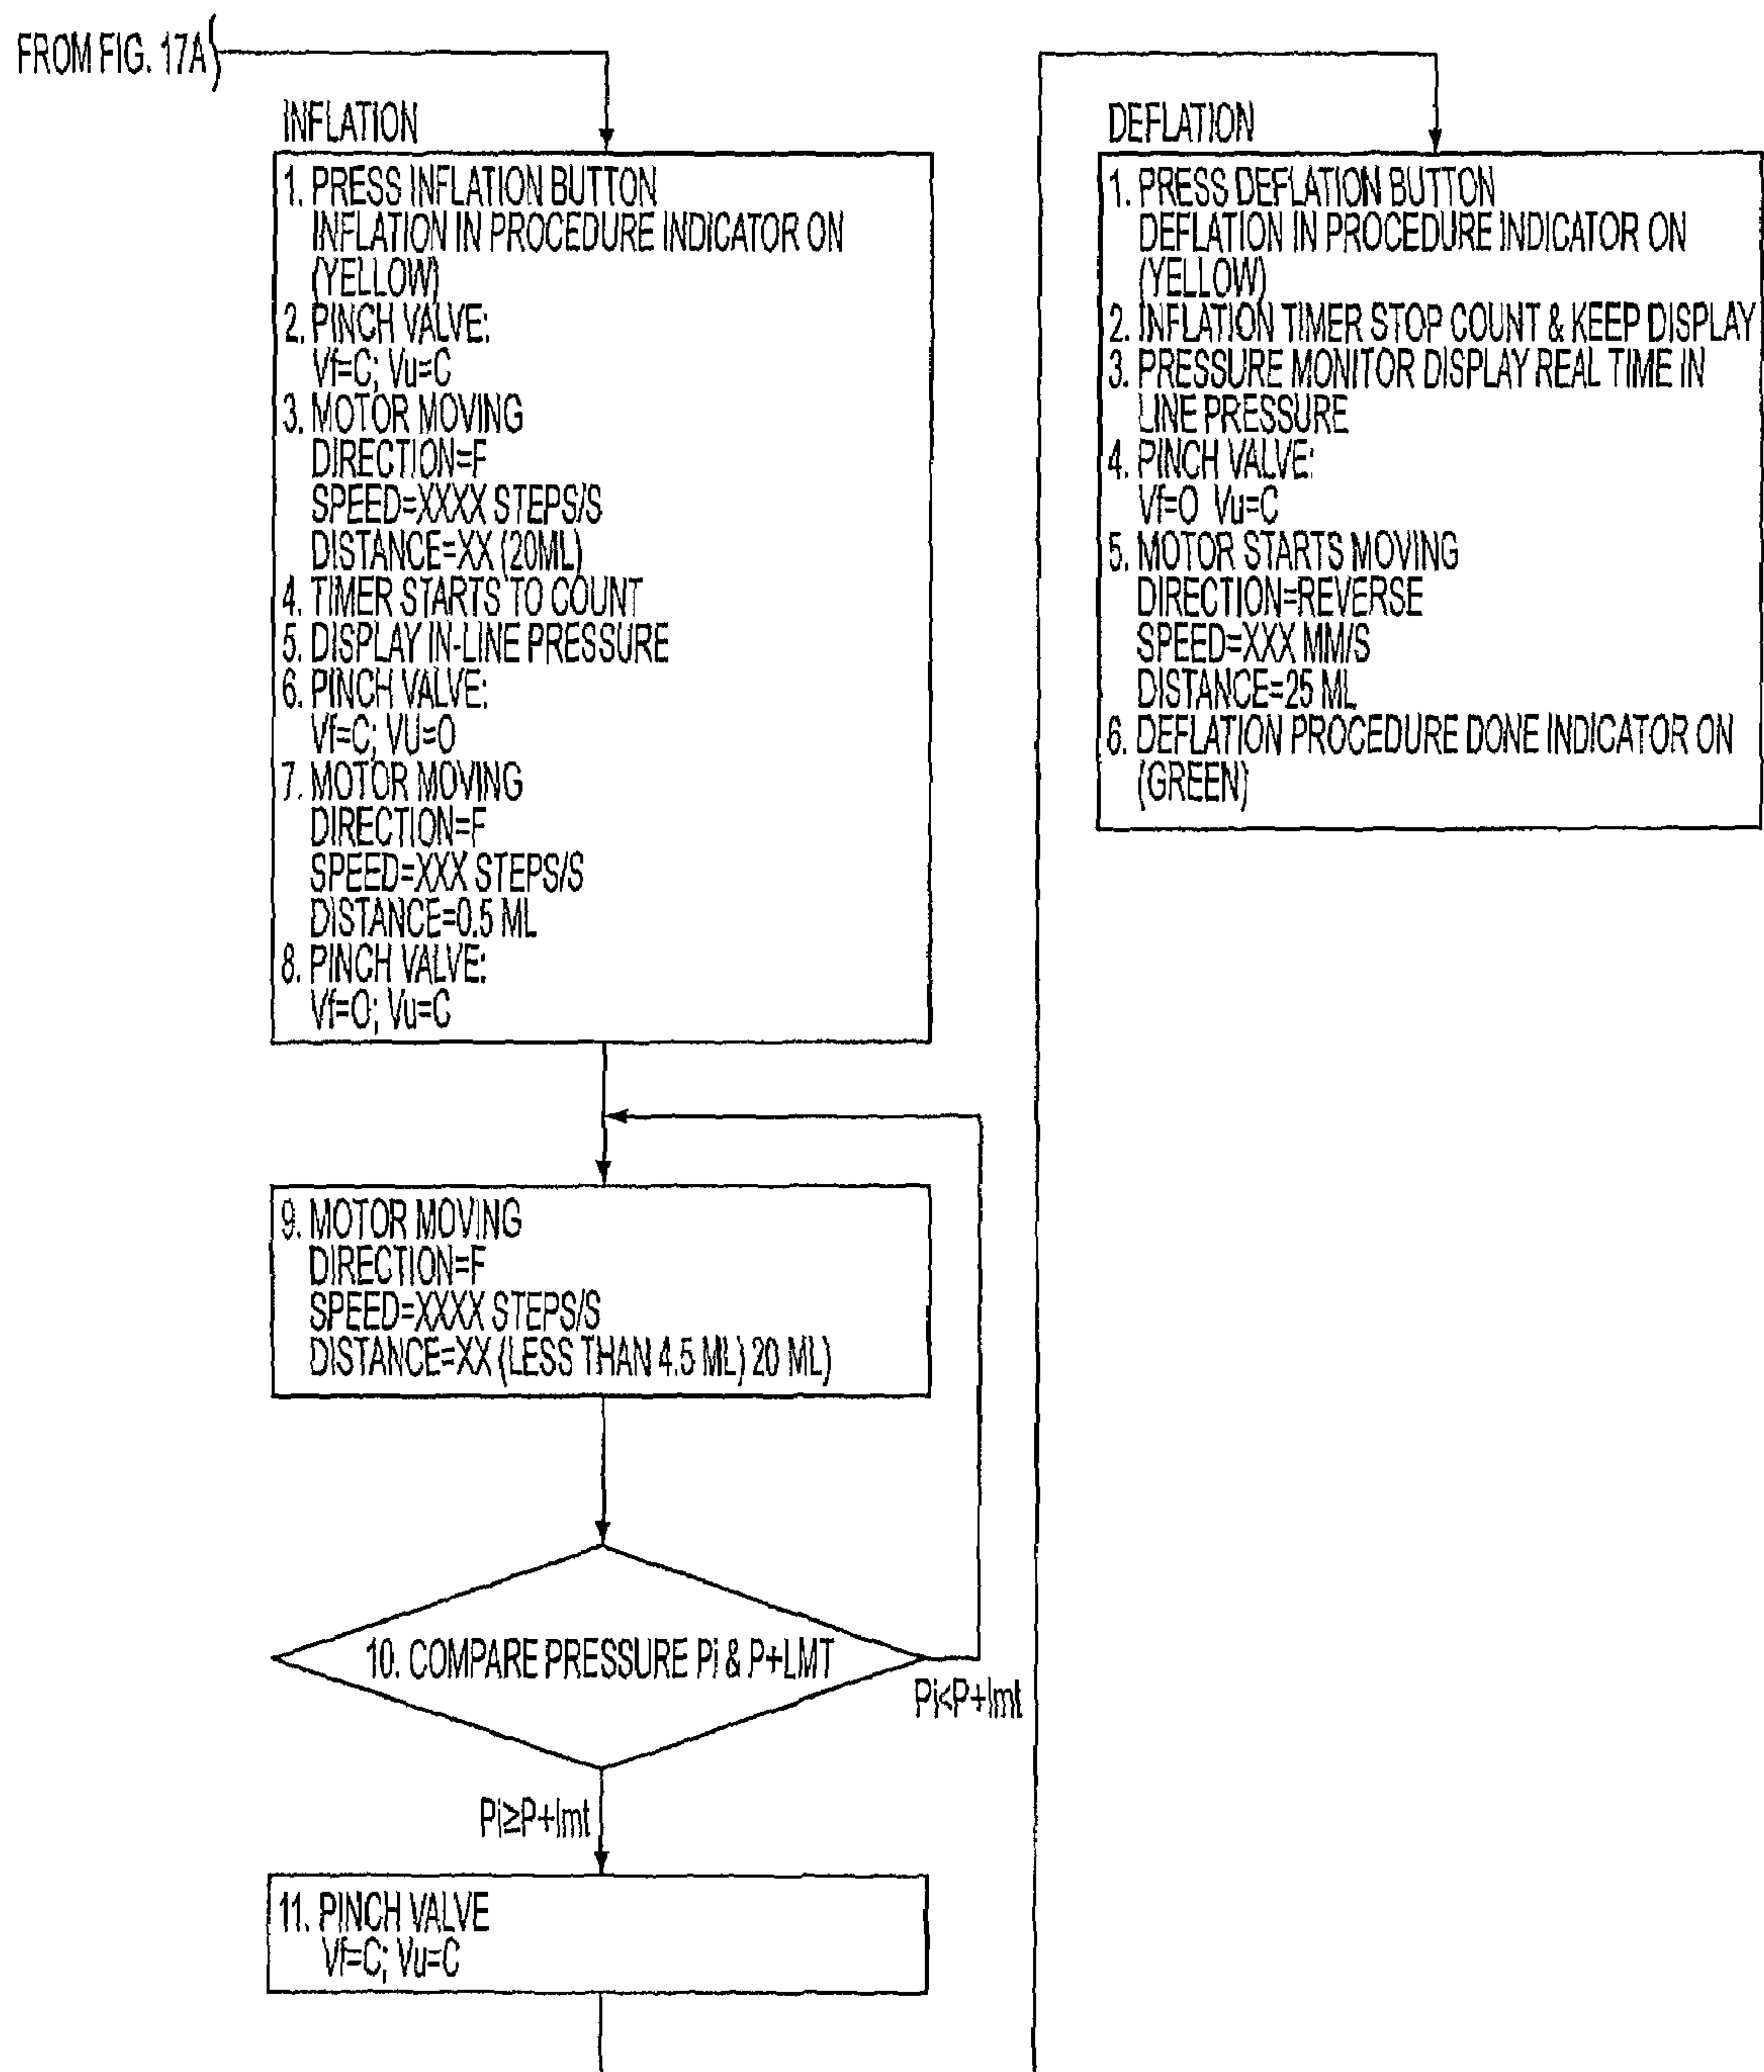 FROM FIG. 17A
INFLATION
1. PRESS INFLATION BUTTON
INFLATION IN PROCEDURE INDICATOR ON
(YELLOW)
2. PINCH VALVE:
Vf=C; Vu=C
3. MOTOR MOVING
DIRECTION=F
SPEED=XXXX STEPS/S
DISTANCE=XX (20ML)
4. TIMER STARTS TO COUNT
5. DISPLAY IN-LINE PRESSURE
6. PINCH VALVE:
Vf=C; VU=O
7. MOTOR MOVING
DIRECTION=F
SPEED=XXX STEPS/S
DISTANCE=0.5 ML
8. PINCH VALVE:
Vf=O; Vu=C
9. MOTOR MOVING
DIRECTION=F
SPEED=XXXX STEPS/S
DISTANCE=XX (LESS THAN 4.5 ML) 20 ML)
10. COMPARE PRESSURE Pi & P+LMT
Pi<P+lmt
Pi≥P+lmt
11. PINCH VALVE
Vf=C; Vu=C
DEFLATION
1. PRESS DEFLATION BUTTON
DEFLATION IN PROCEDURE INDICATOR ON
(YELLOW)
2. INFLATION TIMER STOP COUNT & KEEP DISPLAY
3. PRESSURE MONITOR DISPLAY REAL TIME IN
LINE PRESSURE
4. PINCH VALVE:
Vf=O Vu=C
5. MOTOR STARTS MOVING
DIRECTION=REVERSE
SPEED=XXX MM/S
DISTANCE=25 ML
6. DEFLATION PROCEDURE DONE INDICATOR ON
(GREEN)